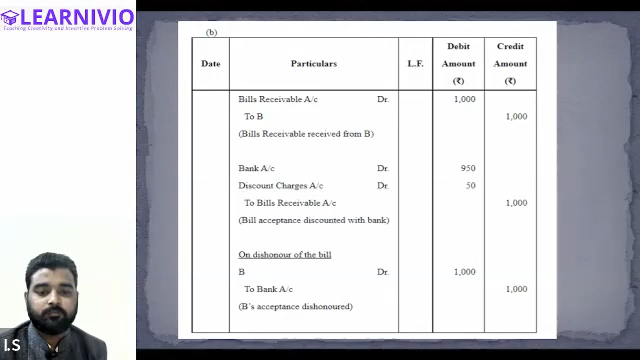 LEARNIVIO
Teaching Creativity and Inventive Problem Solving
(b)
Date Particulars L.F. Debit Amount (₹) Credit Amount (₹)
Bills Receivable A/c Dr. 1,000
To B 1,000
(Bills Receivable received from B)
Bank A/c Dr. 950
Discount Charges A/c Dr. 50
To Bills Receivable A/c 1,000
(Bill acceptance discounted with bank)
On dishonour of the bill
B Dr. 1,000
To Bank A/c 1,000
(B's acceptance dishonoured)
I.S